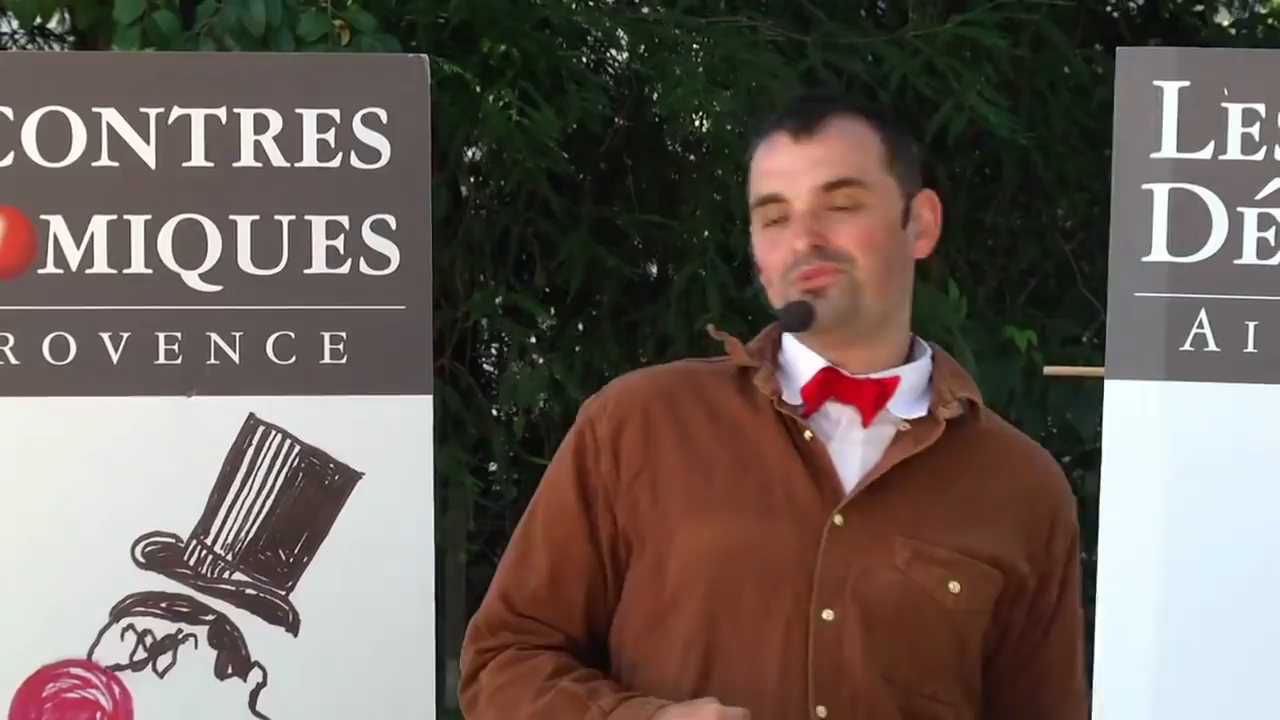 CONTRES
MIQUES
ROVENCE
LES
DÉ
AI